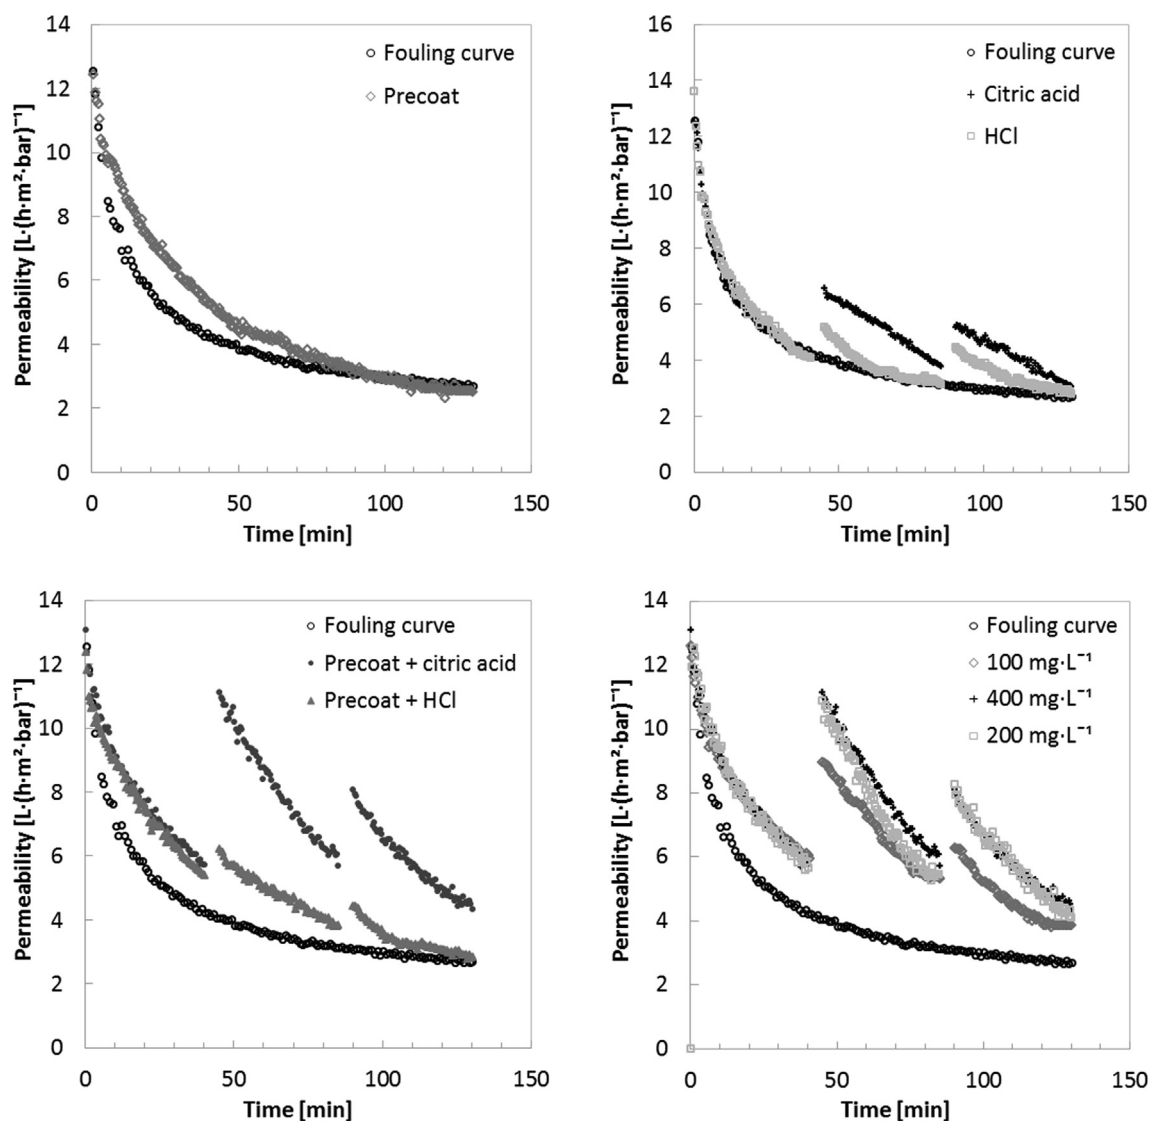 14
12
10
8
6
4
2
0
Permeability [L·(h·m²·bar)⁻¹]
Fouling curve
Precoat
0 50 100 150
Time [min]
16
14
12
10
8
6
4
2
0
Permeability [L·(h·m²·bar)⁻¹]
Fouling curve
Citric acid
HCl
0 50 100 150
Time [min]
14
12
10
8
6
4
2
0
Permeability [L·(h·m²·bar)⁻¹]
Fouling curve
Precoat + citric acid
Precoat + HCl
0 50 100 150
Time [min]
14
12
10
8
6
4
2
0
Permeability [L·(h·m²·bar)⁻¹]
Fouling curve
100 mg·L⁻¹
400 mg·L⁻¹
200 mg·L⁻¹
0 50 100 150
Time [min]